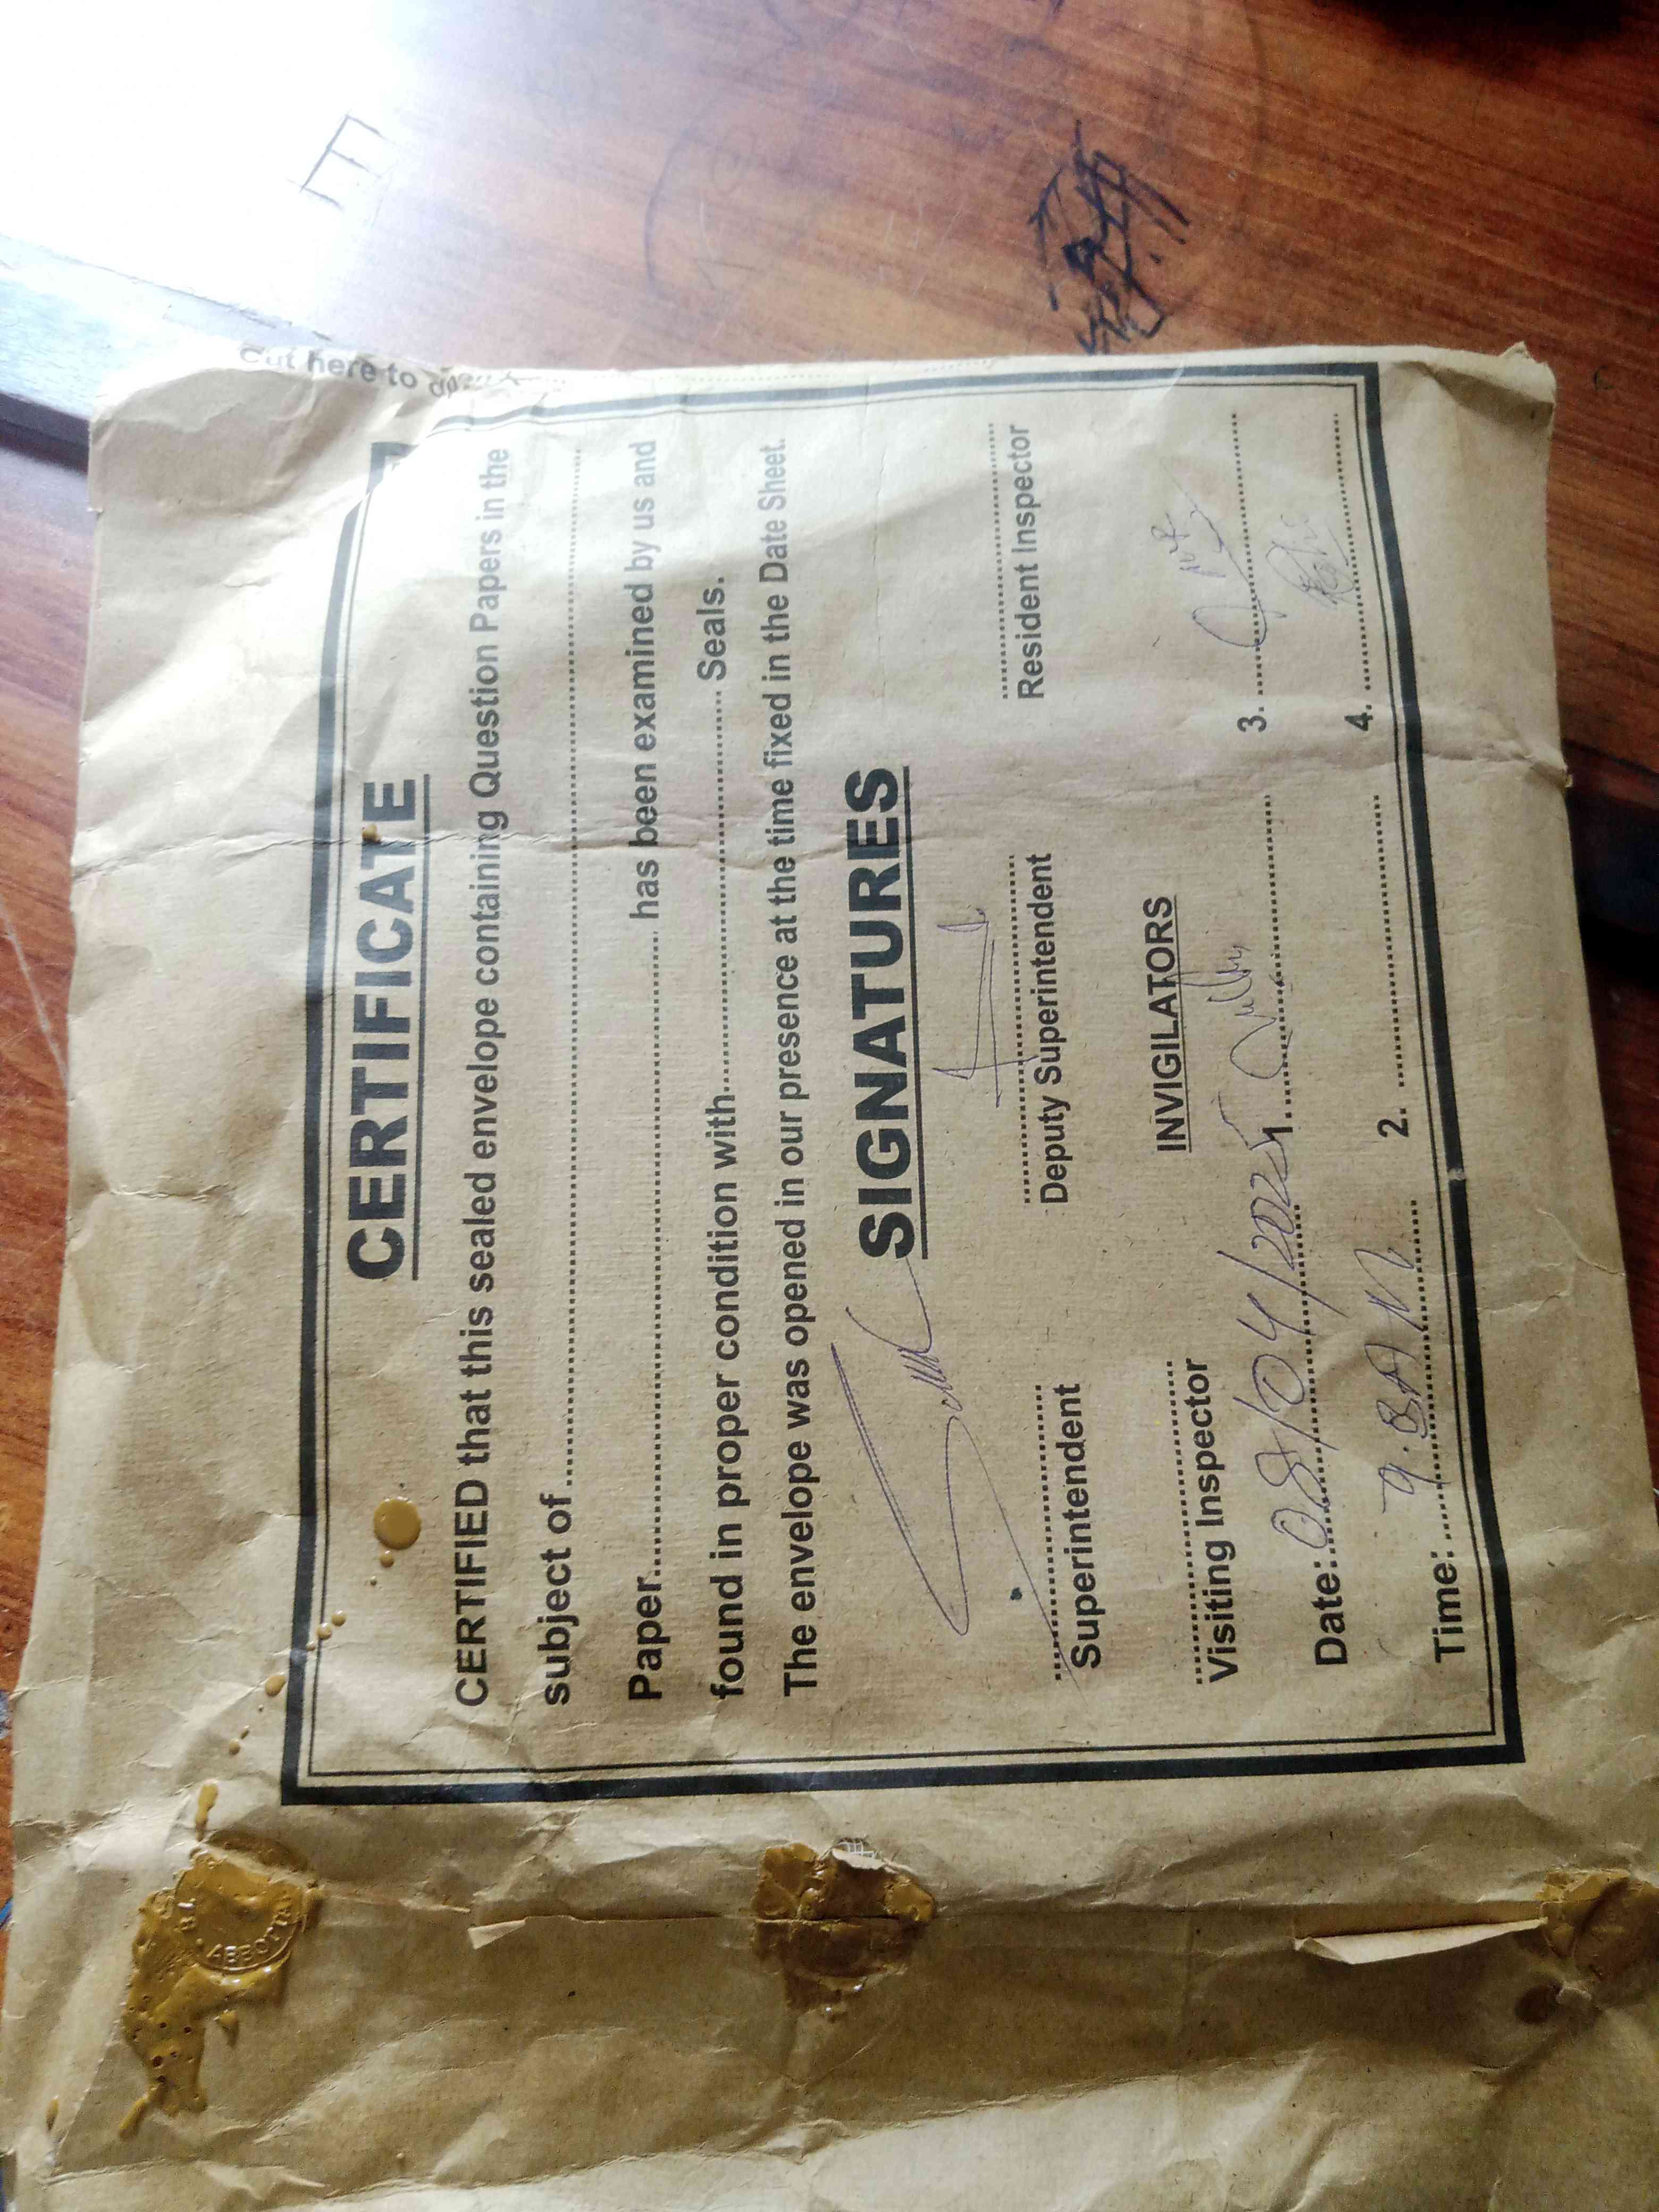 Cut here to
CERTIFICATE
CERTIFIED that this sealed envelope containing Question Papers in the
subject of........................
Paper........................ has been examined by us and
found in proper condition with........................ Seals.
The envelope was opened in our presence at the time fixed in the Date Sheet.
SIGNATURES
Superintendent Deputy Superintendent Resident Inspector
INVIGILATORS
Visiting Inspector
Date: 08/04/2025 1. 3.
Time: 2. 4.